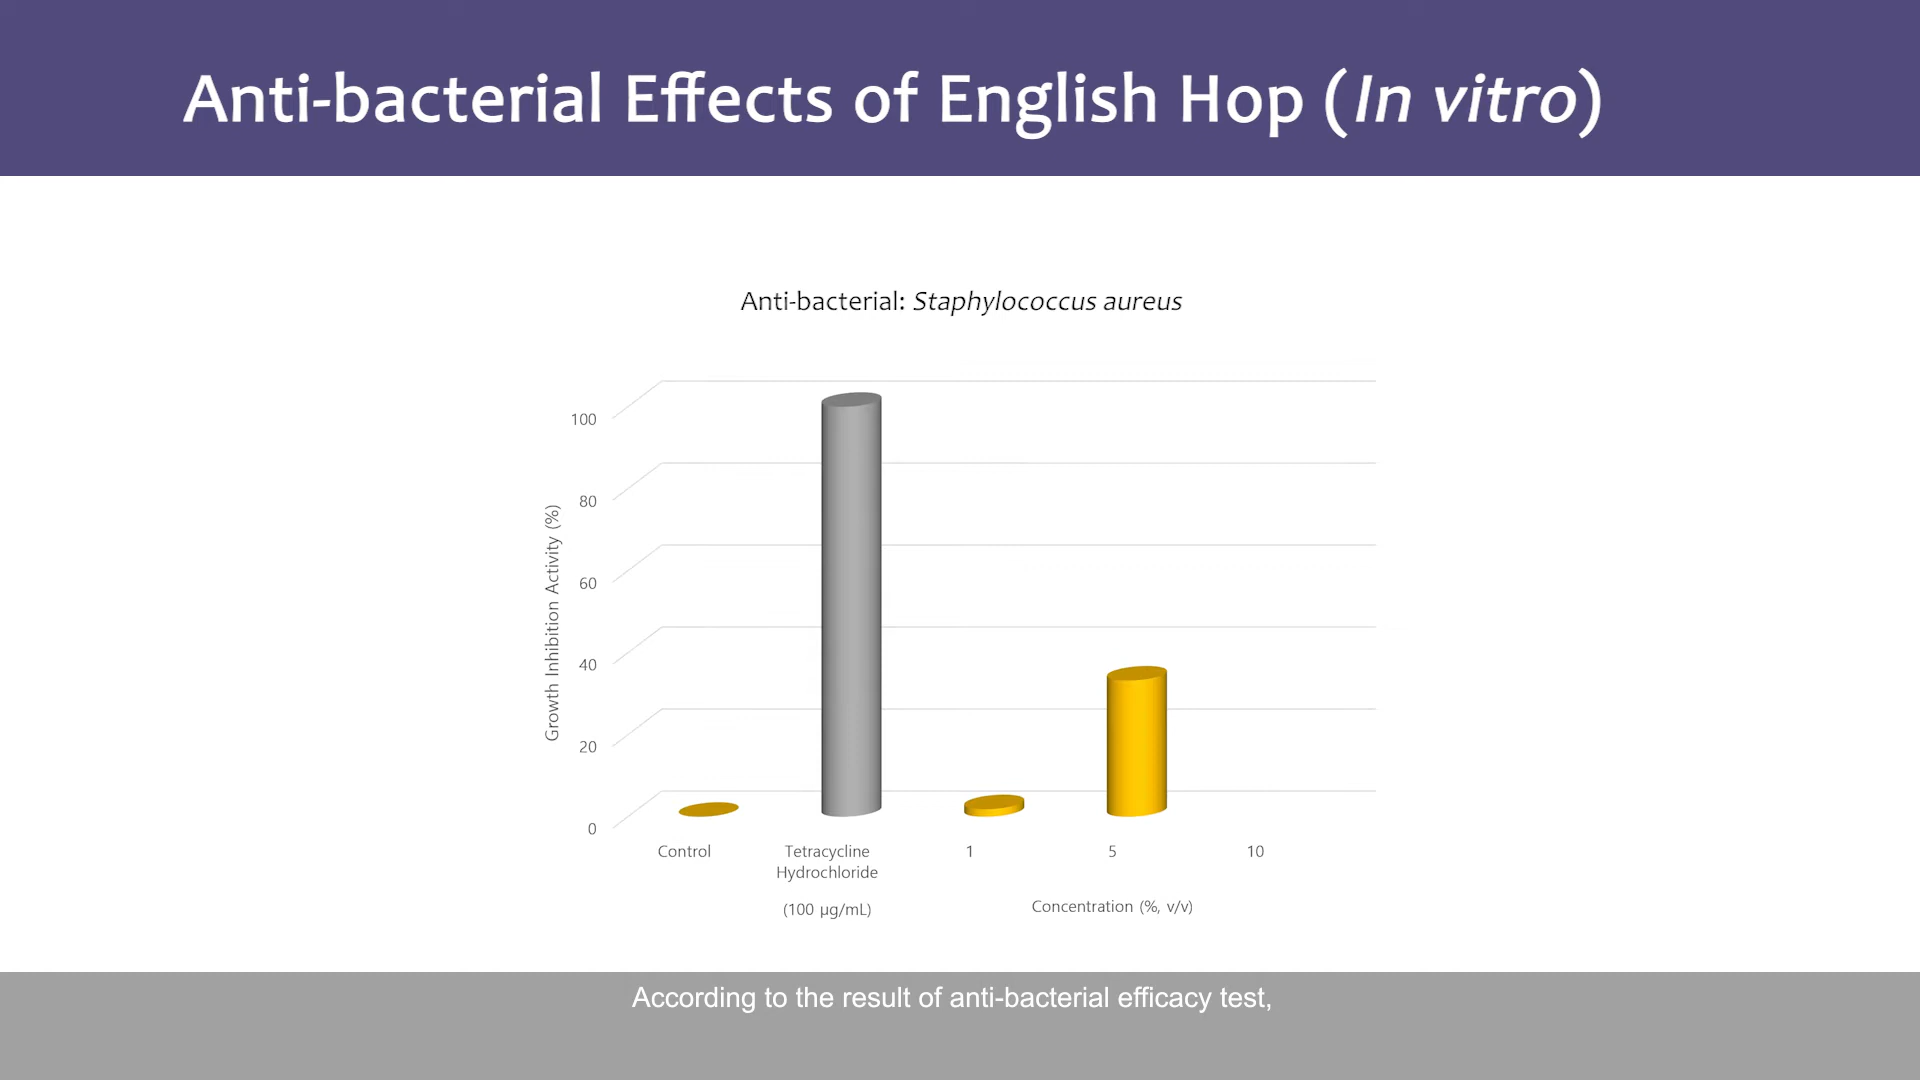 Anti-bacterial Effects of English Hop (In vitro)
Anti-bacterial: Staphylococcus aureus
Growth Inhibition Activity (%)
100
80
60
40
20
0
Control
Tetracycline
Hydrochloride
(100 µg/mL)
1
5
10
Concentration (%, v/v)
According to the result of anti-bacterial efficacy test,